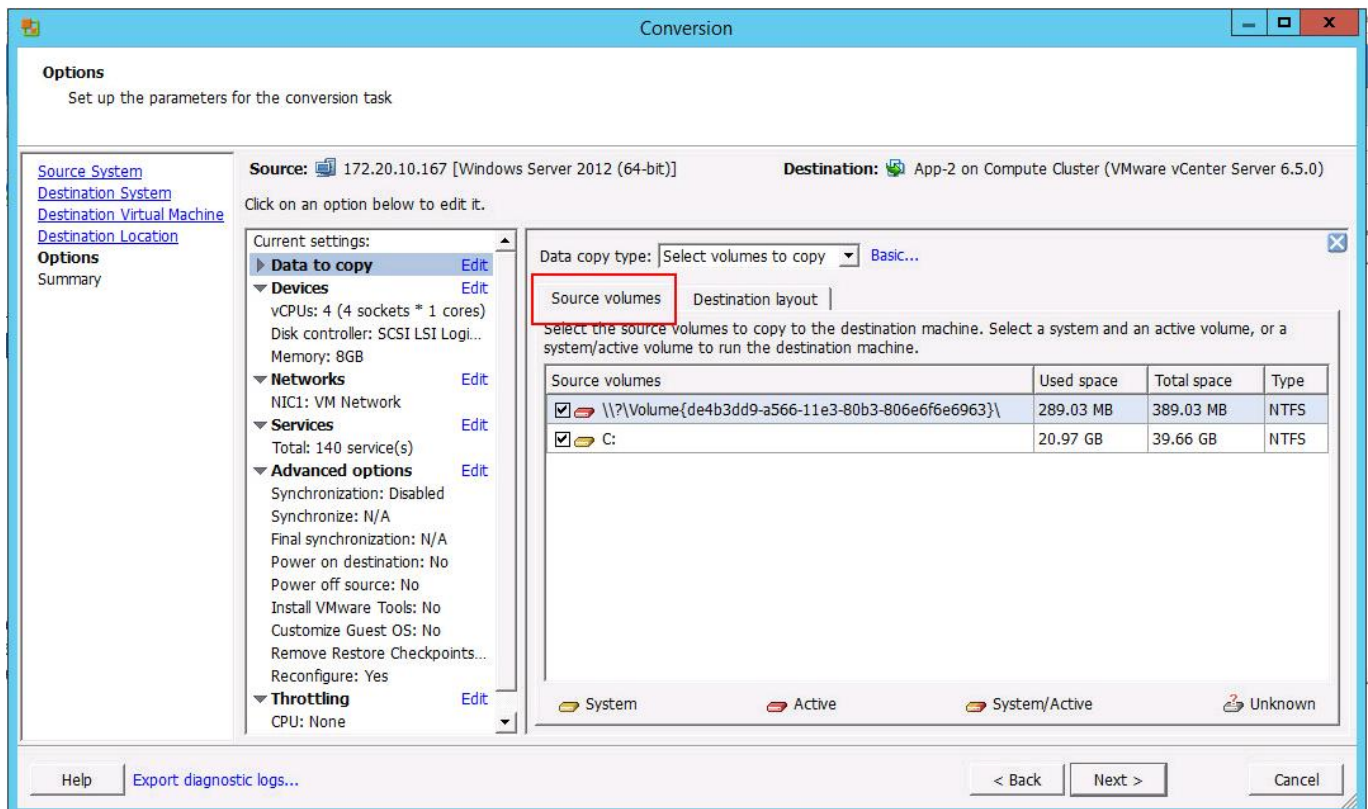 Conversion
Options
Set up the parameters for the conversion task
Source System
Destination System
Destination Virtual Machine
Destination Location
Options
Summary
Source: 172.20.10.167 [Windows Server 2012 (64-bit)]
Destination: App-2 on Compute Cluster (VMware vCenter Server 6.5.0)
Click on an option below to edit it.
Current settings:
Data to copy Edit
Devices Edit
vCPUs: 4 (4 sockets * 1 cores)
Disk controller: SCSI LSI Logi...
Memory: 8GB
Networks Edit
NIC1: VM Network
Services Edit
Total: 140 service(s)
Advanced options Edit
Synchronization: Disabled
Synchronize: N/A
Final synchronization: N/A
Power on destination: No
Power off source: No
Install VMware Tools: No
Customize Guest OS: No
Remove Restore Checkpoints...
Reconfigure: Yes
Throttling Edit
CPU: None
Data copy type: Select volumes to copy Basic...
Source volumes Destination layout
Select the source volumes to copy to the destination machine. Select a system and an active volume, or a
system/active volume to run the destination machine.
Source volumes Used space Total space Type
\\?\Volume{de4b3dd9-a566-11e3-80b3-806e6f6e6963}\ 289.03 MB 389.03 MB NTFS
C: 20.97 GB 39.66 GB NTFS
System Active System/Active Unknown
Help Export diagnostic logs... < Back Next > Cancel